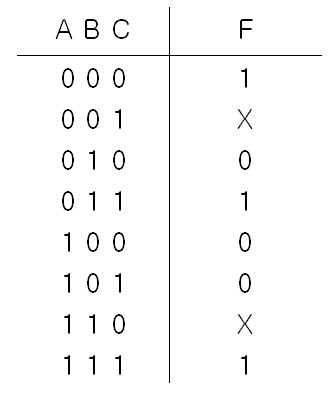 A B C F
0 0 0 1
0 0 1 X
0 1 0 0
0 1 1 1
1 0 0 0
1 0 1 0
1 1 0 X
1 1 1 1